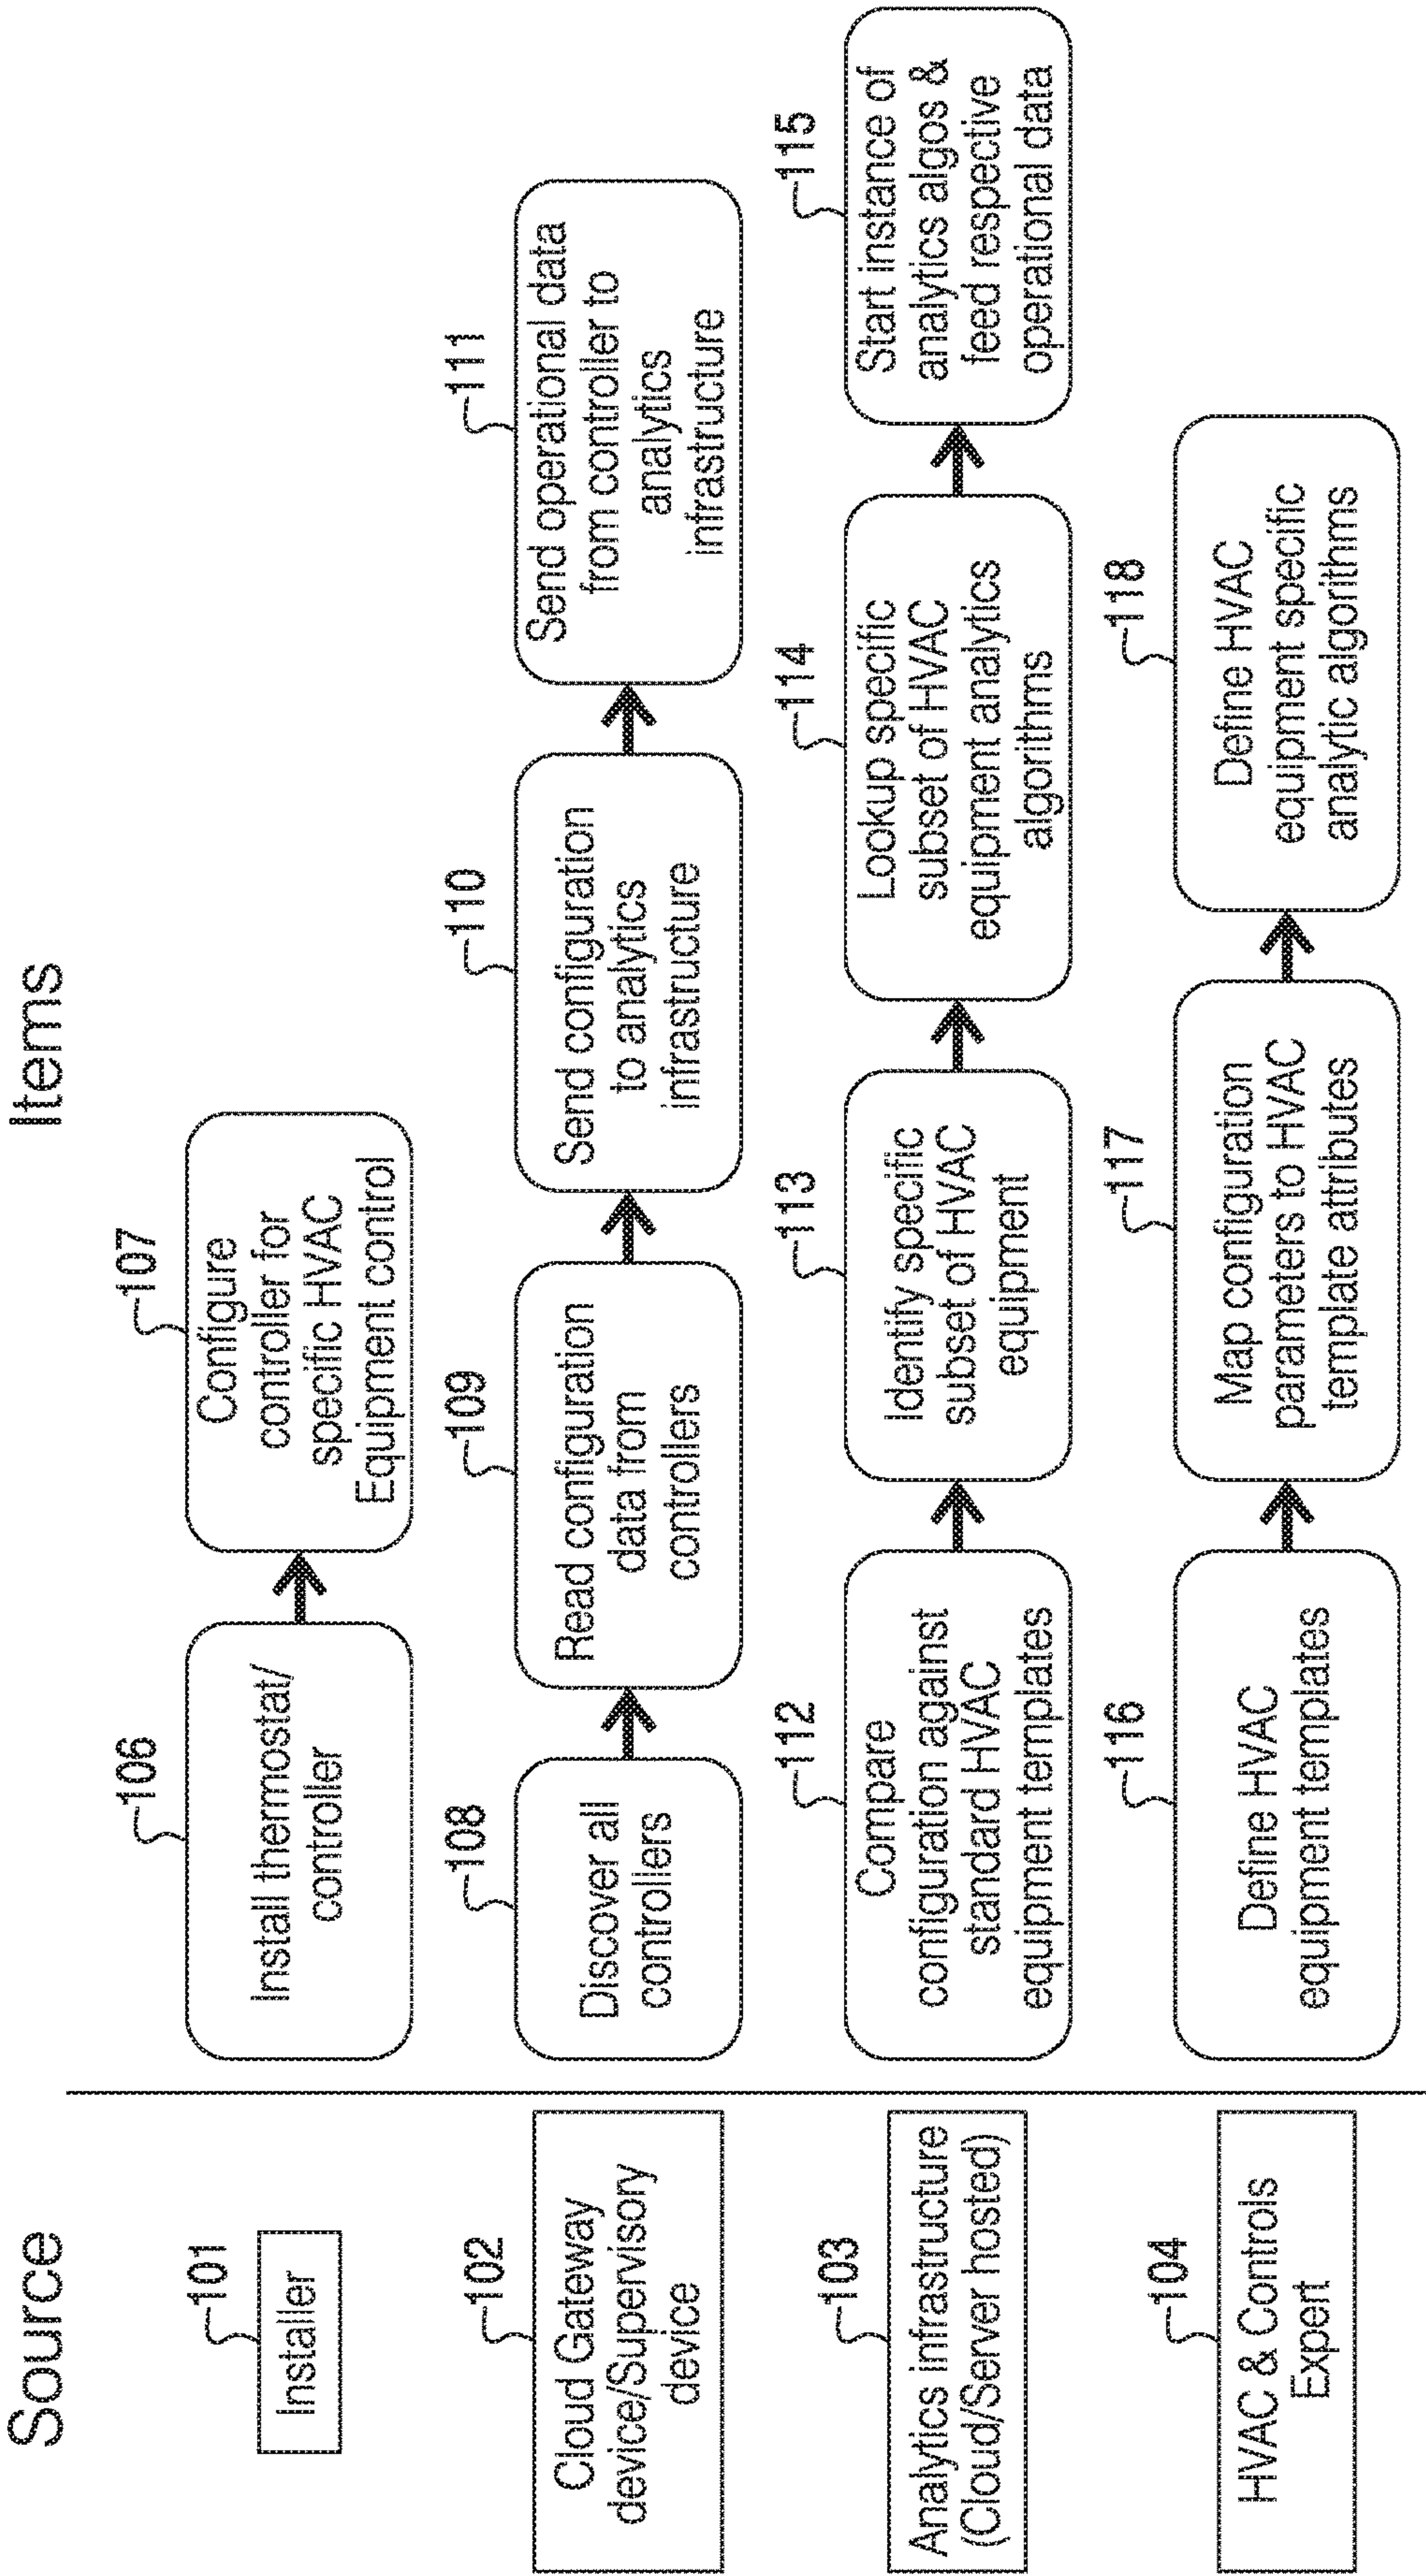 Source
Items
101
Installer
106
Install thermostat/
controller
107
Configure
controller for
specific HVAC
Equipment control
102
Cloud Gateway
device/Supervisory
device
108
Discover all
controllers
109
Read configuration
data from
controllers
110
Send configuration
to analytics
infrastructure
111
Send operational data
from controller to
analytics
infrastructure
103
Analytics infrastructure
(Cloud/Server hosted)
112
Compare
configuration against
standard HVAC
equipment templates
113
Identify specific
subset of HVAC
equipment
114
Lookup specific
subset of HVAC
equipment analytics
algorithms
115
Start instance of
analytics algos &
feed respective
operational data
104
HVAC & Controls
Expert
116
Define HVAC
equipment templates
117
Map configuration
parameters to HVAC
template attributes
118
Define HVAC
equipment specific
analytic algorithms